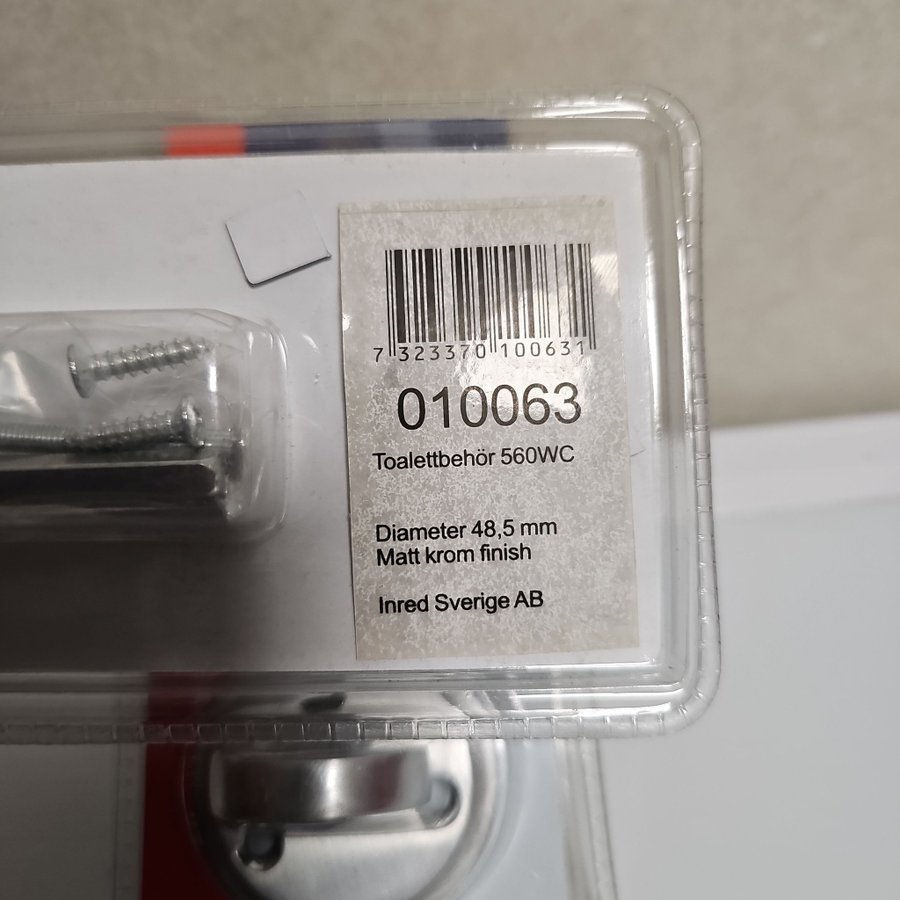 7 323370 100631
010063
Toalettbehör 560WC
Diameter 48,5 mm
Matt krom finish
Inred Sverige AB